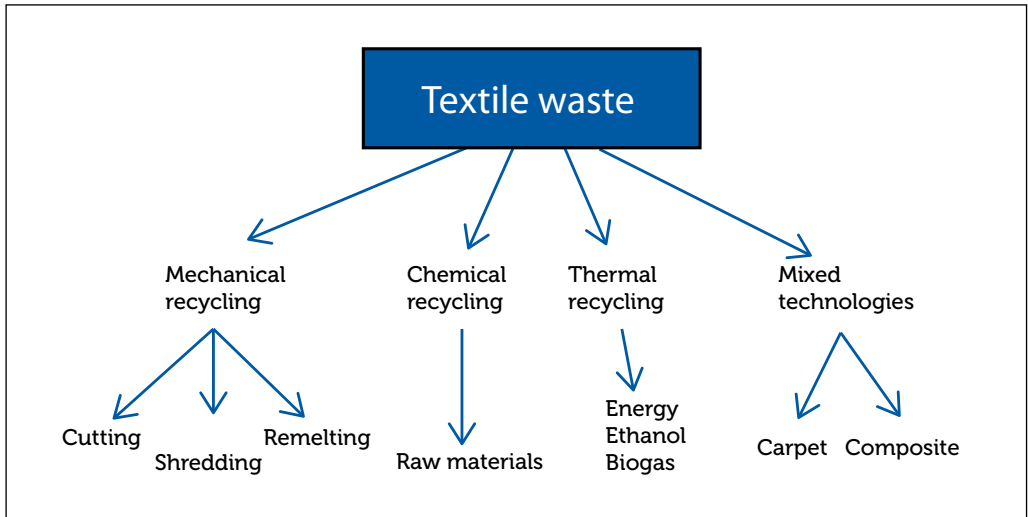 Textile waste
Mechanical
recycling
Chemical
recycling
Thermal
recycling
Mixed
technologies
Cutting
Shredding
Remelting
Raw materials
Energy
Ethanol
Biogas
Carpet
Composite